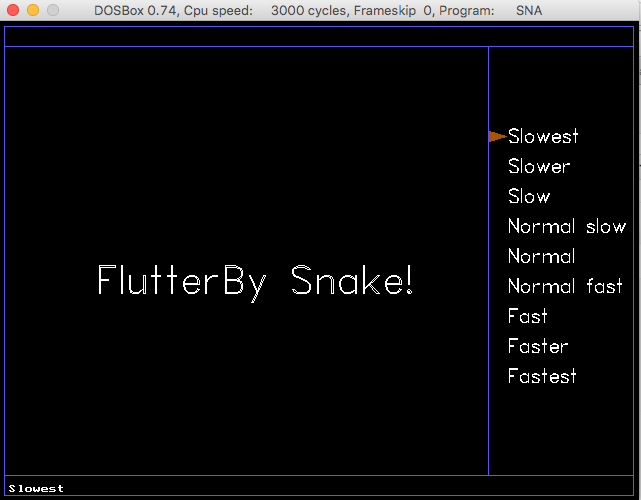 DOSBox 0.74, Cpu speed: 3000 cycles, Frameskip 0, Program: SNA
Slowest
Slower
Slow
Normal slow
Normal
FlutterBy Snake!
Normal fast
Fast
Faster
Fastest
Slowest